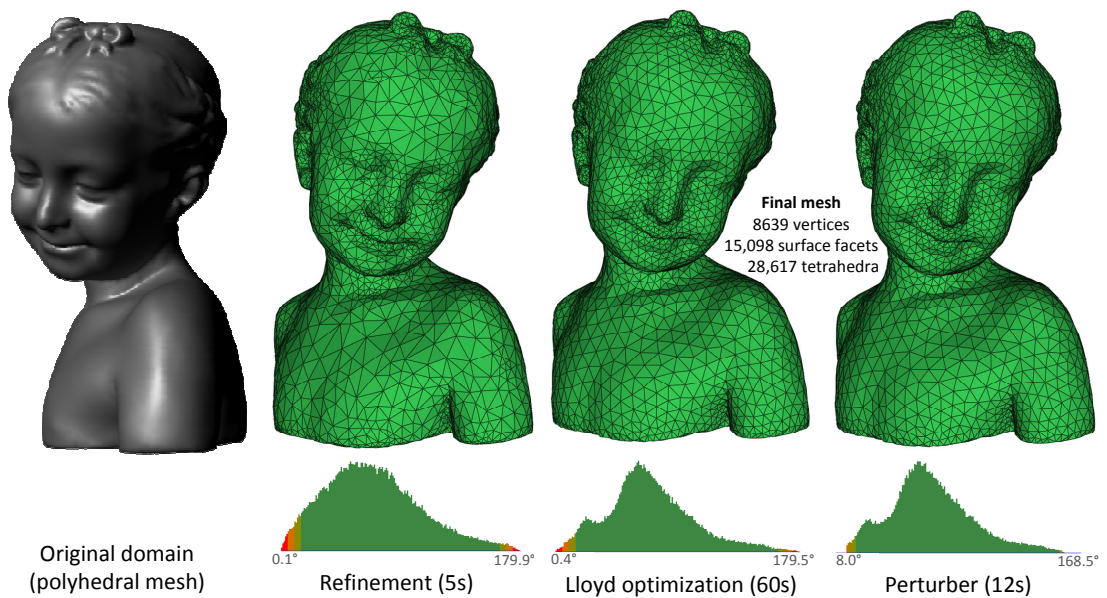 Final mesh
8639 vertices
15,098 surface facets
28,617 tetrahedra
0.1° 179.9°
0.4° 179.5°
8.0° 168.5°
Original domain
(polyhedral mesh)
Refinement (5s)
Lloyd optimization (60s)
Perturber (12s)